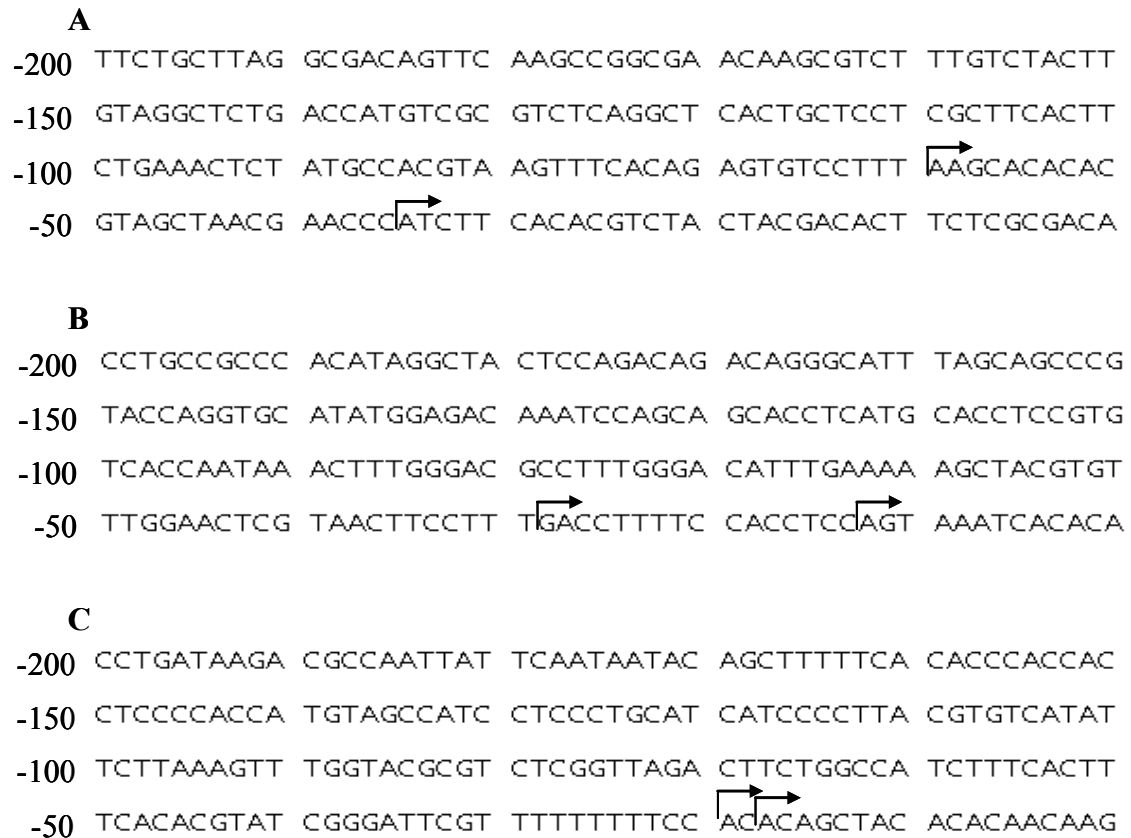 A
-200 TTCTGCTTAG GCGACAGTTC AAGCCGGCGA ACAAGCGTCT TTGTCTACTT
-150 GTAGGCTCTG ACCATGTCGC GTCTCAGGCT CACTGCTCCT CGCTTCACTT
-100 CTGAAACTCT ATGCCACGTA AGTTTCACAG AGTGTCCTTT AAGCACACAC
-50 GTAGCTAACG AACCCATCTT CACACGTCTA CTACGACACT TCTCGCGACA
B
-200 CCTGCCGCCC ACATAGGCTA CTCCAGACAG ACAGGGCATT TAGCAGCCCG
-150 TACCAGGTGC ATATGGAGAC AAATCCAGCA GCACCTCATG CACCTCCGTG
-100 TCACCAATAA ACTTTGGGAC GCCTTTGGGA CATTTGAAAA AGCTACGTGT
-50 TTGGAACTCG TAACTTCCTT TGACCTTTTC CACCTCCAGT AAATCACACA
C
-200 CCTGATAAGA CGCCAATTAT TCAATAATAC AGCTTTTTCA CACCCACCAC
-150 CTCCCCACCA TGTAGCCATC CTCCCTGCAT CATCCCCTTA CGTGTCATAT
-100 TCTTAAAGTT TGGTACGCGT CTCGGTTAGA CTTCTGGCCA TCTTTCACTT
-50 TCACACGTAT CGGGATTCGT TTTTTTTTCC ACACAGCTAC ACACAACAAG